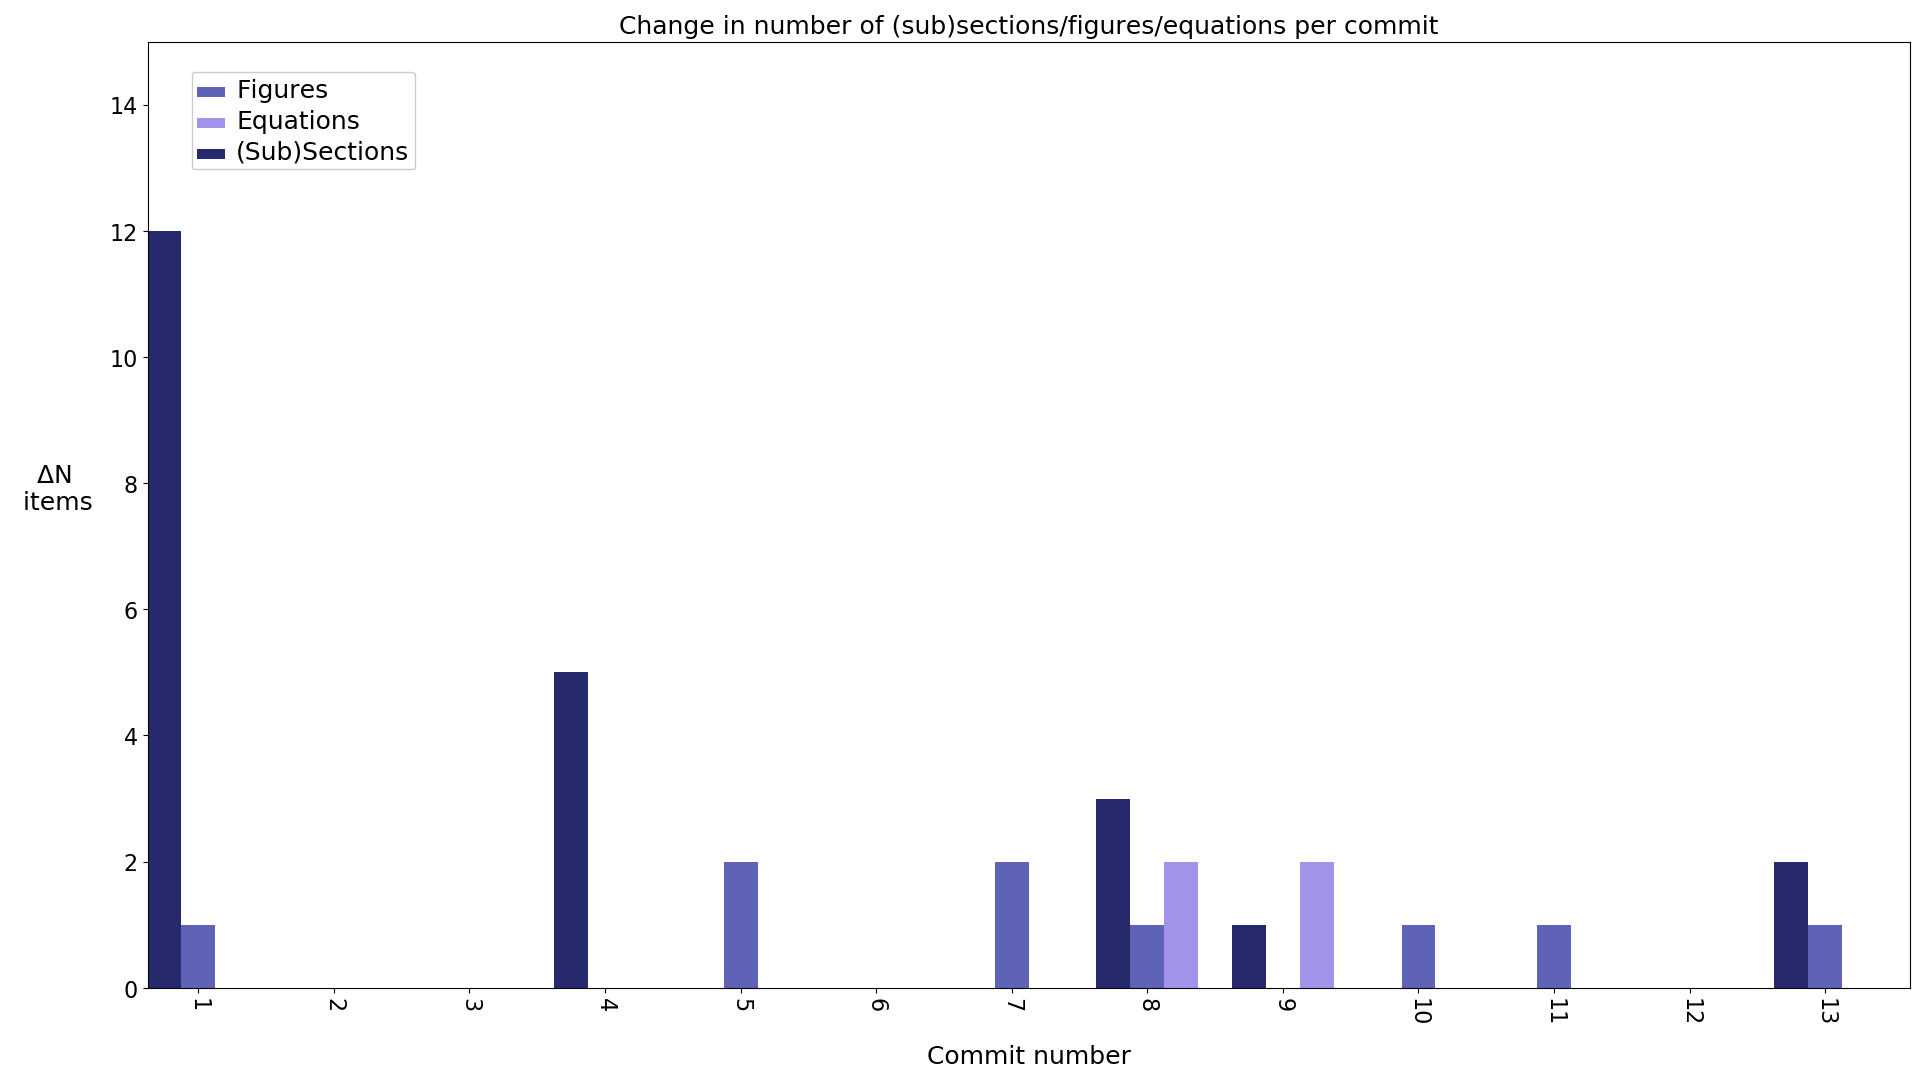 Change in number of (sub)sections/figures/equations per commit
Figures
Equations
(Sub)Sections
14
12
10
8
6
4
2
0
ΔN
items
1 2 3 4 5 6 7 8 9 10 11 12 13
Commit number